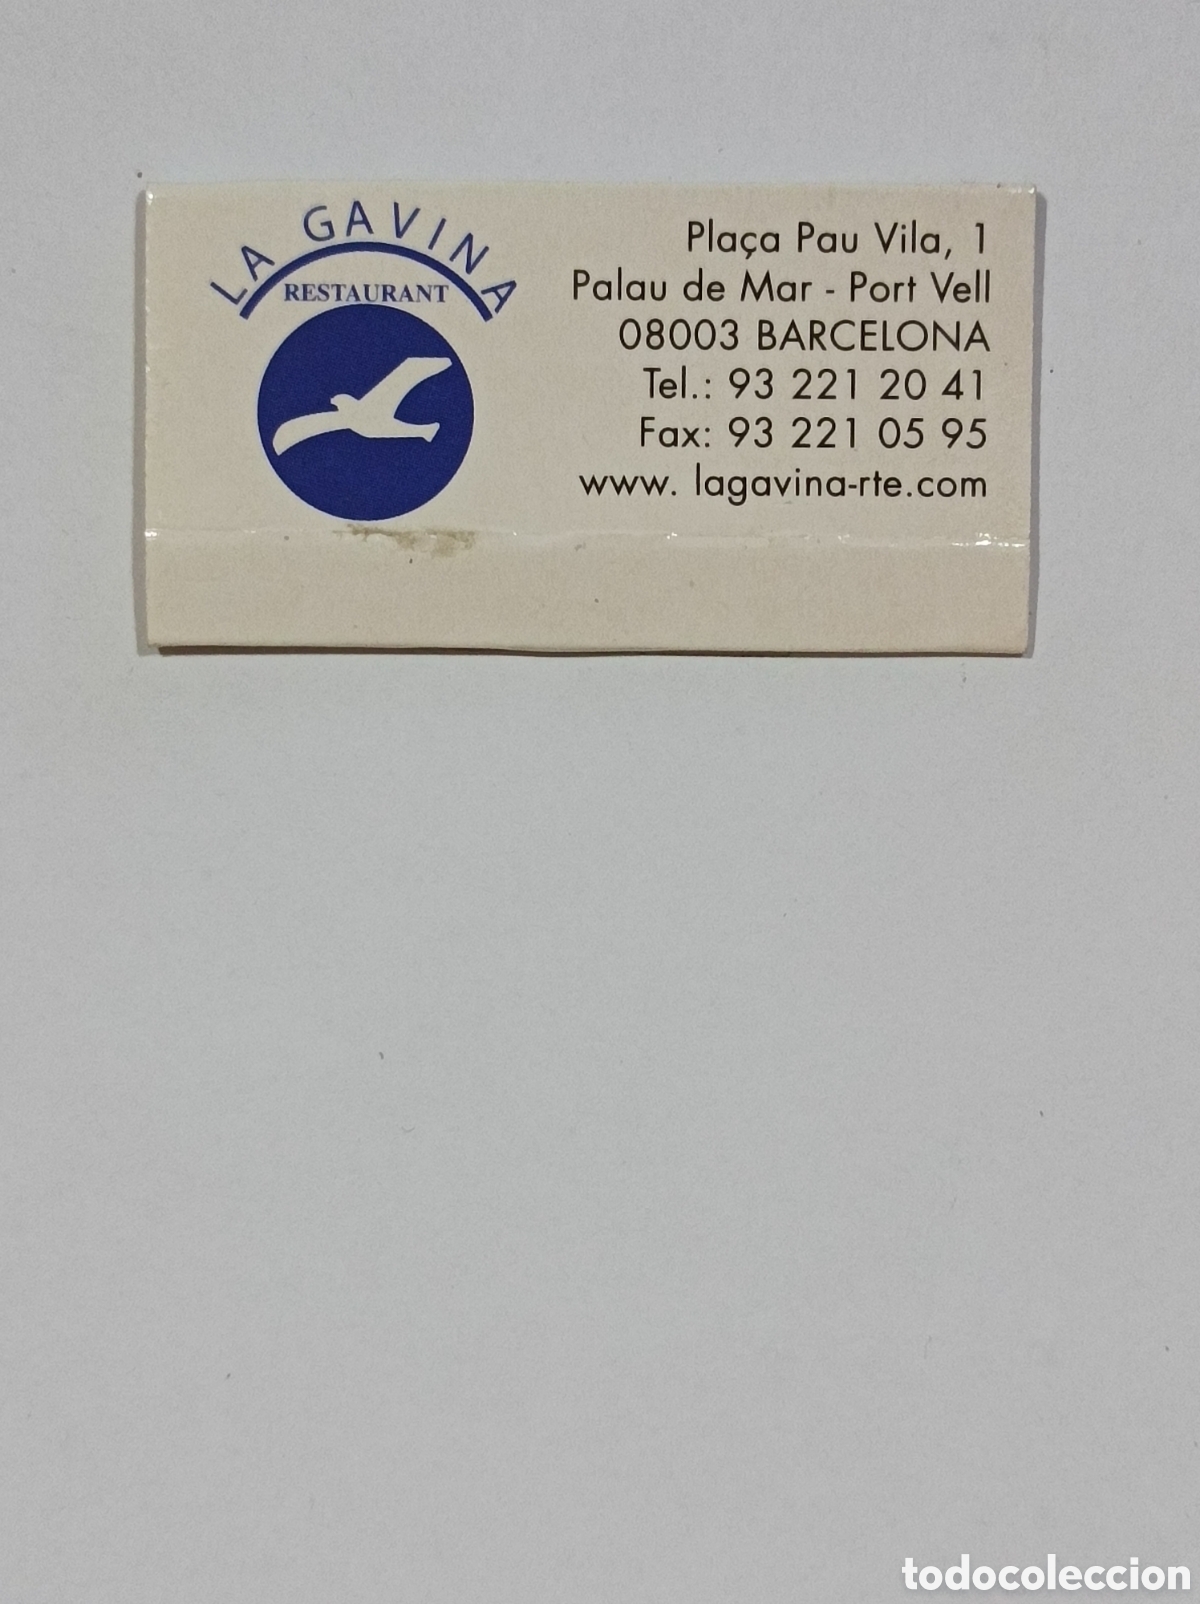 LA GAVINA
RESTAURANT
Plaça Pau Vila, 1
Palau de Mar - Port Vell
08003 BARCELONA
Tel.: 93 221 20 41
Fax: 93 221 05 95
www. lagavina-rte.com
todocoleccion